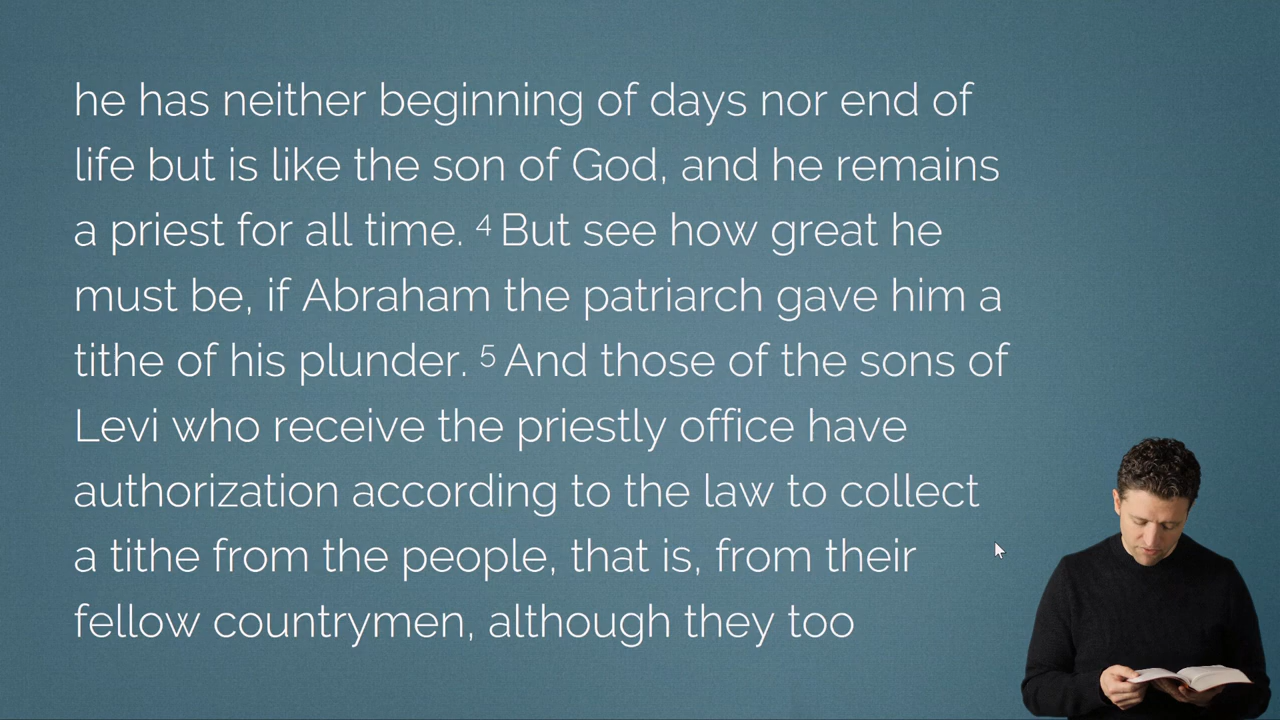 he has neither beginning of days nor end of
life but is like the son of God, and he remains
a priest for all time. 4 But see how great he
must be, if Abraham the patriarch gave him a
tithe of his plunder. 5 And those of the sons of
Levi who receive the priestly office have
authorization according to the law to collect
a tithe from the people, that is, from their
fellow countrymen, although they too